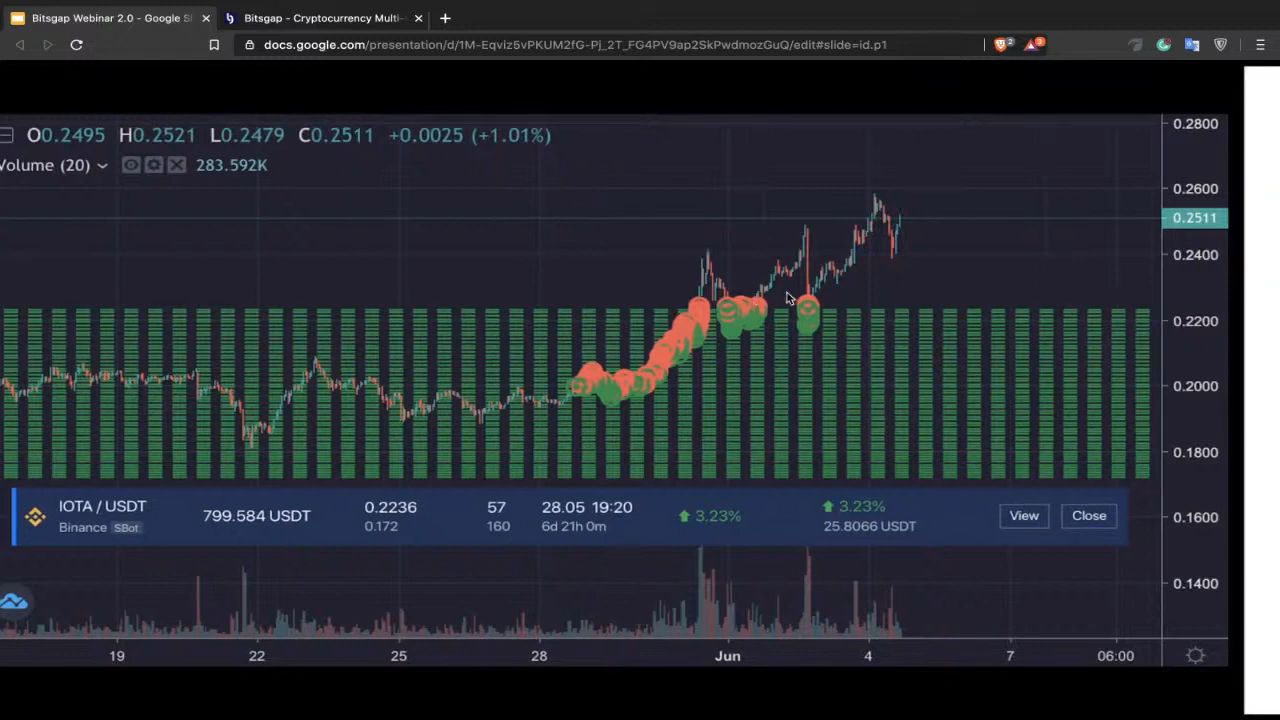 Bitsgap Webinar 2.0 - Google Sl
Bitsgap - Cryptocurrency Multi-
docs.google.com/presentation/d/1M-Eqviz5vPKUM2fG-Pj_2T_FG4PV9ap2SkPwdmozGuQ/edit#slide=id.p1
2
3
O0.2495 H0.2521 L0.2479 C0.2511 +0.0025 (+1.01%)
Volume (20) 283.592K
0.2800
0.2600
0.2511
0.2400
0.2200
0.2000
0.1800
0.1600
0.1400
IOTA / USDT
Binance SBot
799.584 USDT
0.2236
0.172
57
160
28.05 19:20
6d 21h 0m
3.23%
3.23%
25.8066 USDT
View
Close
19 22 25 28 Jun 4 7 06:00